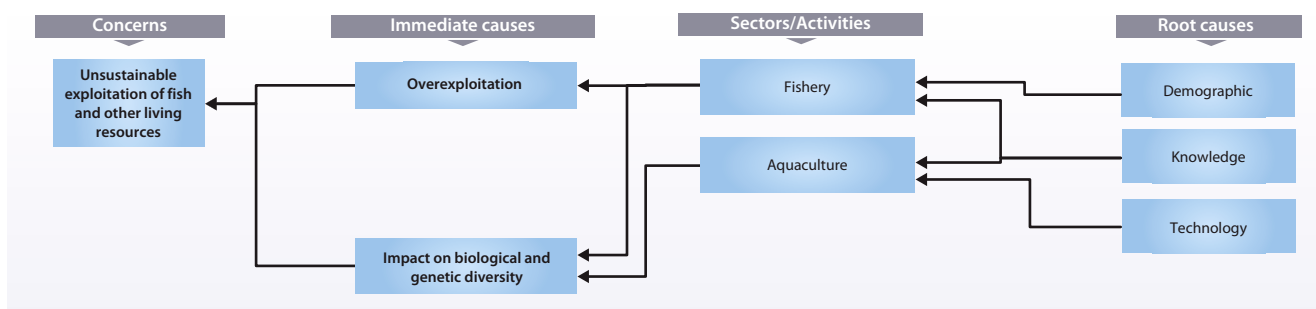 Concerns
Immediate causes
Sectors/Activities
Root causes
Unsustainable
exploitation of fish
and other living
resources
Overexploitation
Fishery
Demographic
Aquaculture
Knowledge
Technology
Impact on biological and
genetic diversity